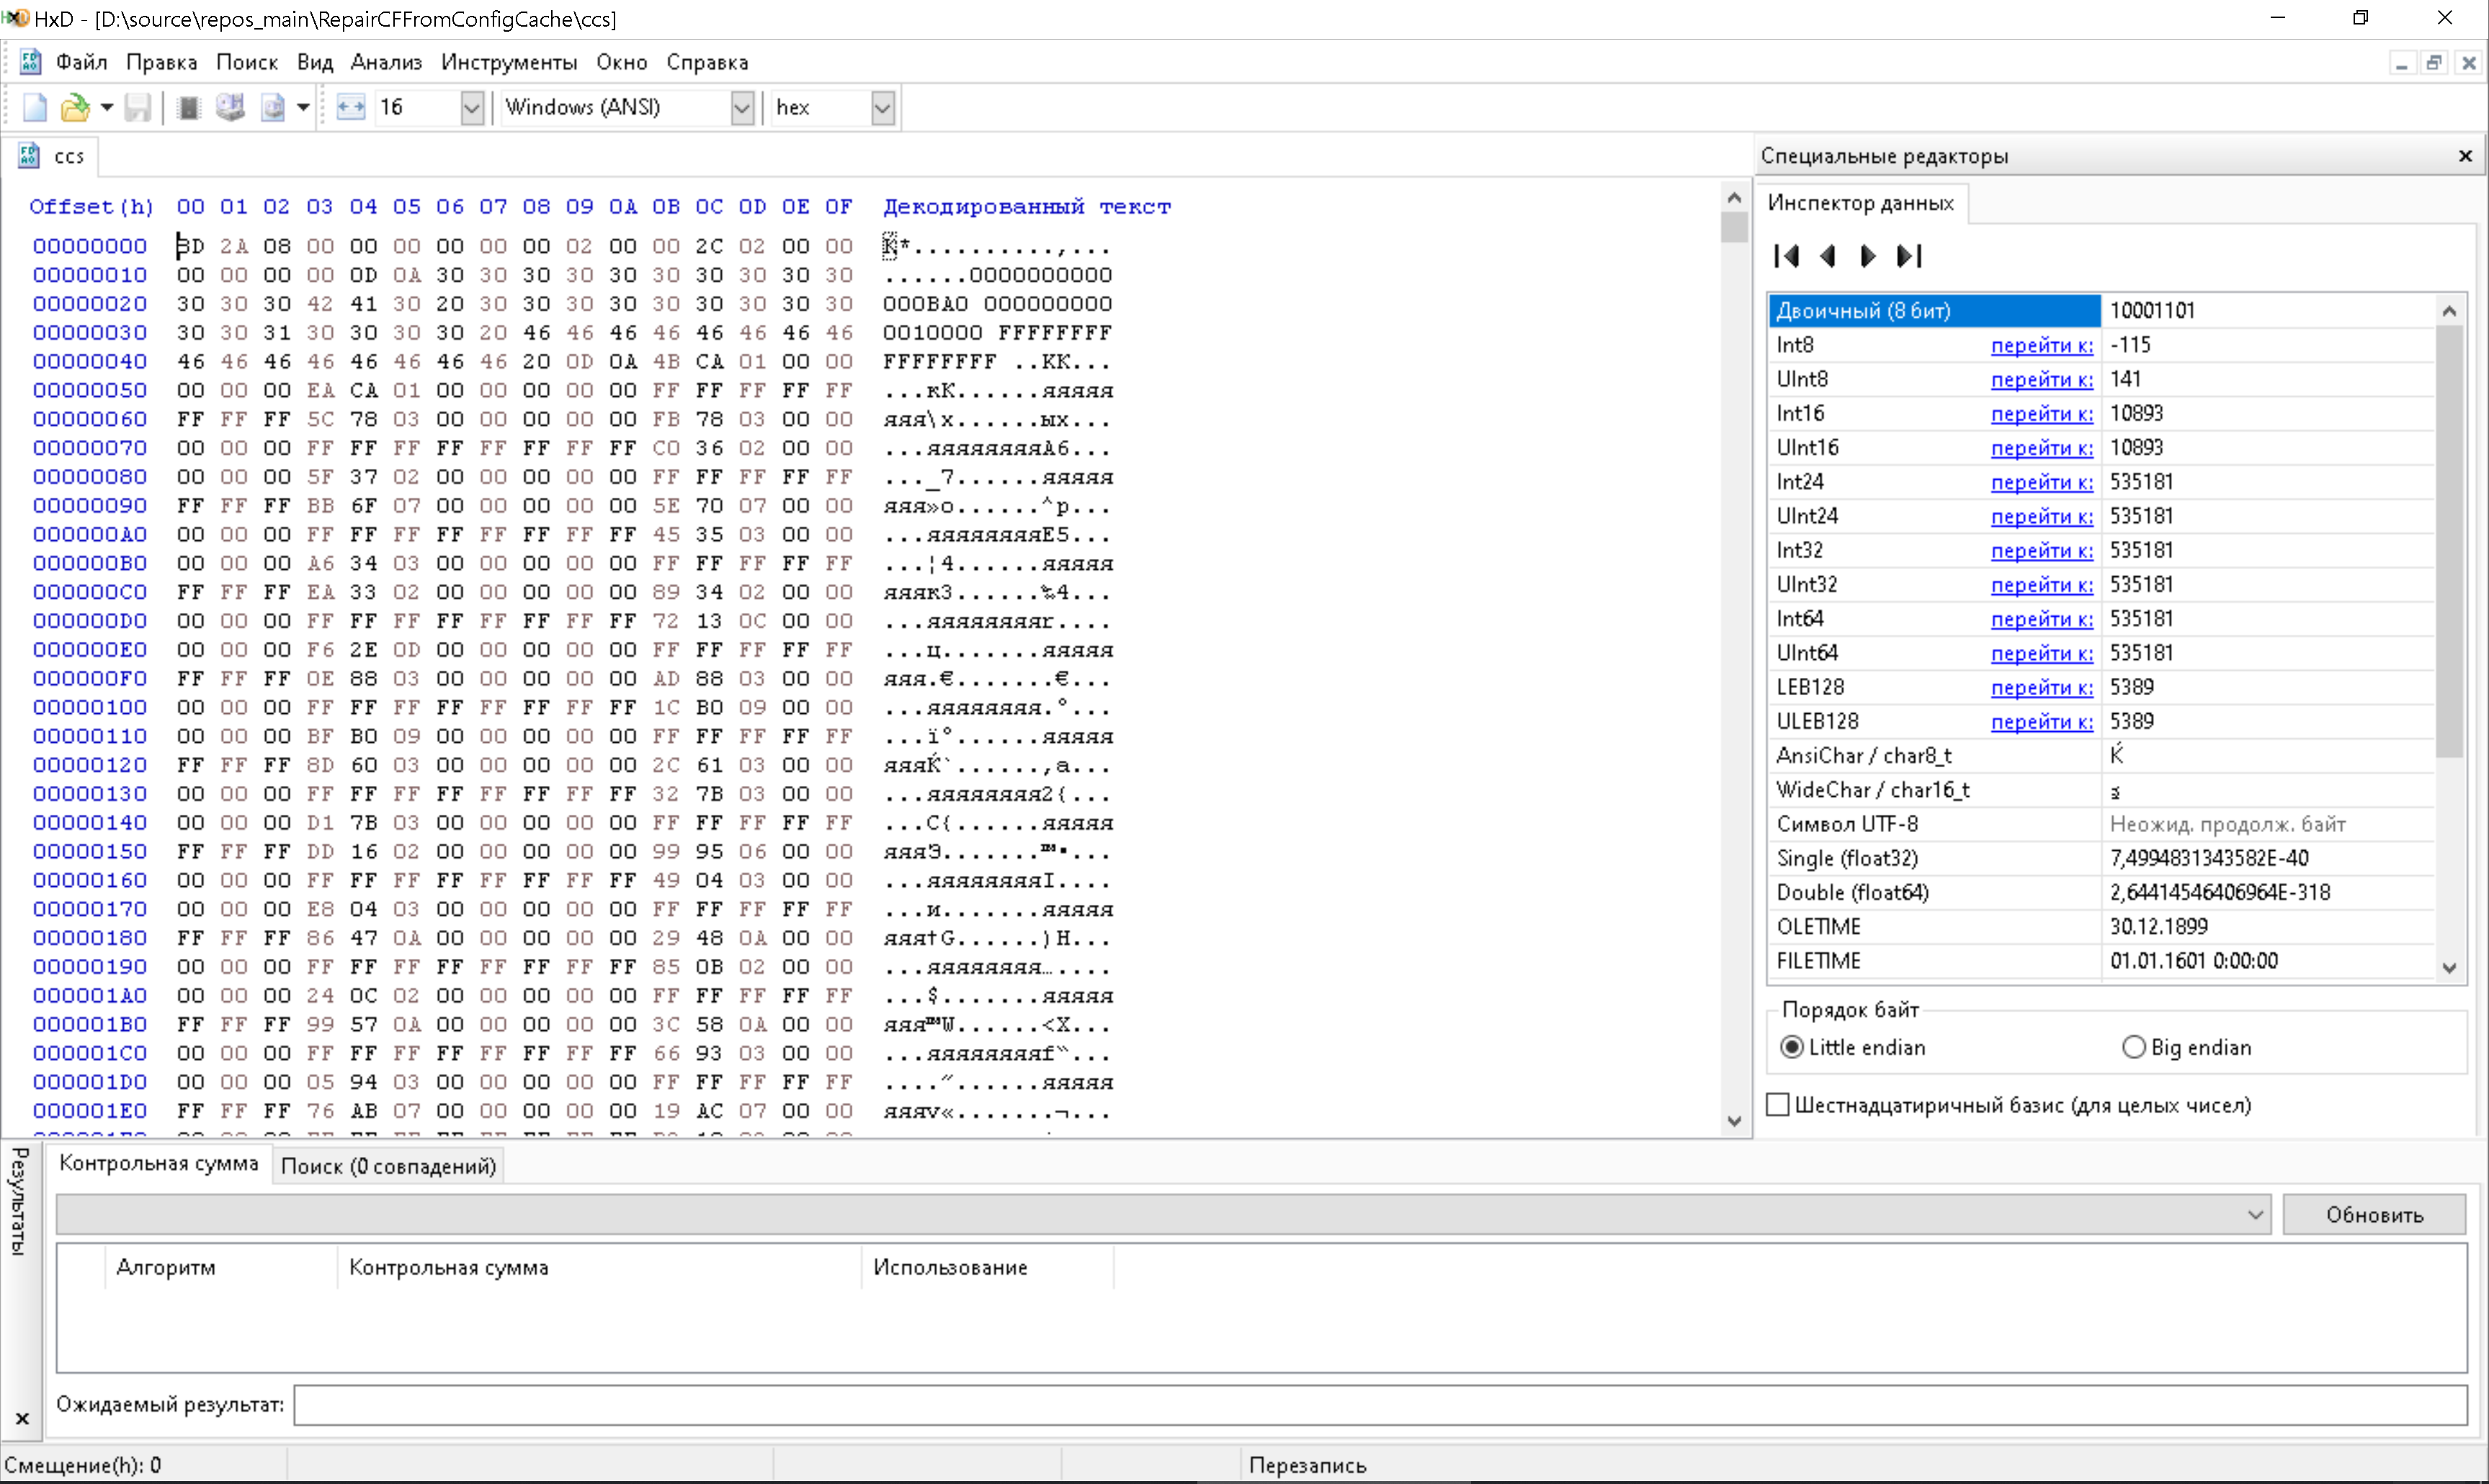 HxD - [D:\source\repos_main\RepairCFFromConfigCache\ccs]
Файл Правка Поиск Вид Анализ Инструменты Окно Справка
16 Windows (ANSI) hex
ccs
Offset(h) 00 01 02 03 04 05 06 07 08 09 0A 0B 0C 0D 0E 0F Декодированный текст
00000000 8D 2A 08 00 00 00 00 00 00 02 00 00 2C 02 00 00 Ќ*..........,...
00000010 00 00 00 00 0D 0A 30 30 30 30 30 30 30 30 30 30 ......0000000000
00000020 30 30 30 42 41 30 20 30 30 30 30 30 30 30 30 30 000BA0 000000000
00000030 30 30 31 30 30 30 30 20 46 46 46 46 46 46 46 46 0010000 FFFFFFFF
00000040 46 46 46 46 46 46 46 46 20 0D 0A 4B CA 01 00 00 FFFFFFFF ..KК...
00000050 00 00 00 EA CA 01 00 00 00 00 00 FF FF FF FF FF ...кК......яяяяя
00000060 FF FF FF 5C 78 03 00 00 00 00 00 FB 78 03 00 00 яяя\x......ыx...
00000070 00 00 00 FF FF FF FF FF FF FF FF C0 36 02 00 00 ...яяяяяяяяА6...
00000080 00 00 00 5F 37 02 00 00 00 00 00 FF FF FF FF FF ..._7......яяяяя
00000090 FF FF FF BB 6F 07 00 00 00 00 00 5E 70 07 00 00 яяя»o......^p...
000000A0 00 00 00 FF FF FF FF FF FF FF FF 45 35 03 00 00 ...яяяяяяяяE5...
000000B0 00 00 00 A6 34 03 00 00 00 00 00 FF FF FF FF FF ...¦4......яяяяя
000000C0 FF FF FF EA 33 02 00 00 00 00 00 89 34 02 00 00 яяяк3......‰4...
000000D0 00 00 00 FF FF FF FF FF FF FF FF 72 13 0C 00 00 ...яяяяяяяяr....
000000E0 00 00 00 F6 2E 0D 00 00 00 00 00 FF FF FF FF FF ...ц.......яяяяя
000000F0 FF FF FF 0E 88 03 00 00 00 00 00 AD 88 03 00 00 яяя.€.......€...
00000100 00 00 00 FF FF FF FF FF FF FF FF 1C B0 09 00 00 ...яяяяяяяя.°...
00000110 00 00 00 BF B0 09 00 00 00 00 00 FF FF FF FF FF ...ї°......яяяяя
00000120 FF FF FF 8D 60 03 00 00 00 00 00 2C 61 03 00 00 яяяЌ`......,a...
00000130 00 00 00 FF FF FF FF FF FF FF FF 32 7B 03 00 00 ...яяяяяяяя2{...
00000140 00 00 00 D1 7B 03 00 00 00 00 00 FF FF FF FF FF ...С{......яяяяя
00000150 FF FF FF DD 16 02 00 00 00 00 00 99 95 06 00 00 яяяЭ.......™•...
00000160 00 00 00 FF FF FF FF FF FF FF FF 49 04 03 00 00 ...яяяяяяяяI....
00000170 00 00 00 E8 04 03 00 00 00 00 00 FF FF FF FF FF ...и.......яяяяя
00000180 FF FF FF 86 47 0A 00 00 00 00 00 29 48 0A 00 00 яяя†G......)H...
00000190 00 00 00 FF FF FF FF FF FF FF FF 85 0B 02 00 00 ...яяяяяяяя…....
000001A0 00 00 00 24 0C 02 00 00 00 00 00 FF FF FF FF FF ...$.......яяяяя
000001B0 FF FF FF 99 57 0A 00 00 00 00 00 3C 58 0A 00 00 яяя™W......<X...
000001C0 00 00 00 FF FF FF FF FF FF FF FF 66 93 03 00 00 ...яяяяяяяяf“...
000001D0 00 00 00 05 94 03 00 00 00 00 00 FF FF FF FF FF ....”......яяяяя
000001E0 FF FF FF 76 AB 07 00 00 00 00 00 19 AC 07 00 00 яяяv«.......¬...
Специальные редакторы
Инспектор данных
Двоичный (8 бит) 10001101
Int8 перейти к: -115
UInt8 перейти к: 141
Int16 перейти к: 10893
UInt16 перейти к: 10893
Int24 перейти к: 535181
UInt24 перейти к: 535181
Int32 перейти к: 535181
UInt32 перейти к: 535181
Int64 перейти к: 535181
UInt64 перейти к: 535181
LEB128 перейти к: 5389
ULEB128 перейти к: 5389
AnsiChar / char8_t Ќ
WideChar / char16_t
Символ UTF-8 Неожид. продолж. байт
Single (float32) 7,4994831343582E-40
Double (float64) 2,64414546406964E-318
OLETIME 30.12.1899
FILETIME 01.01.1601 0:00:00
Порядок байт
Little endian Big endian
Шестнадцатиричный базис (для целых чисел)
Результаты
Контрольная сумма Поиск (0 совпадений)
Обновить
Алгоритм Контрольная сумма Использование
Ожидаемый результат:
Смещение(h): 0 Перезапись